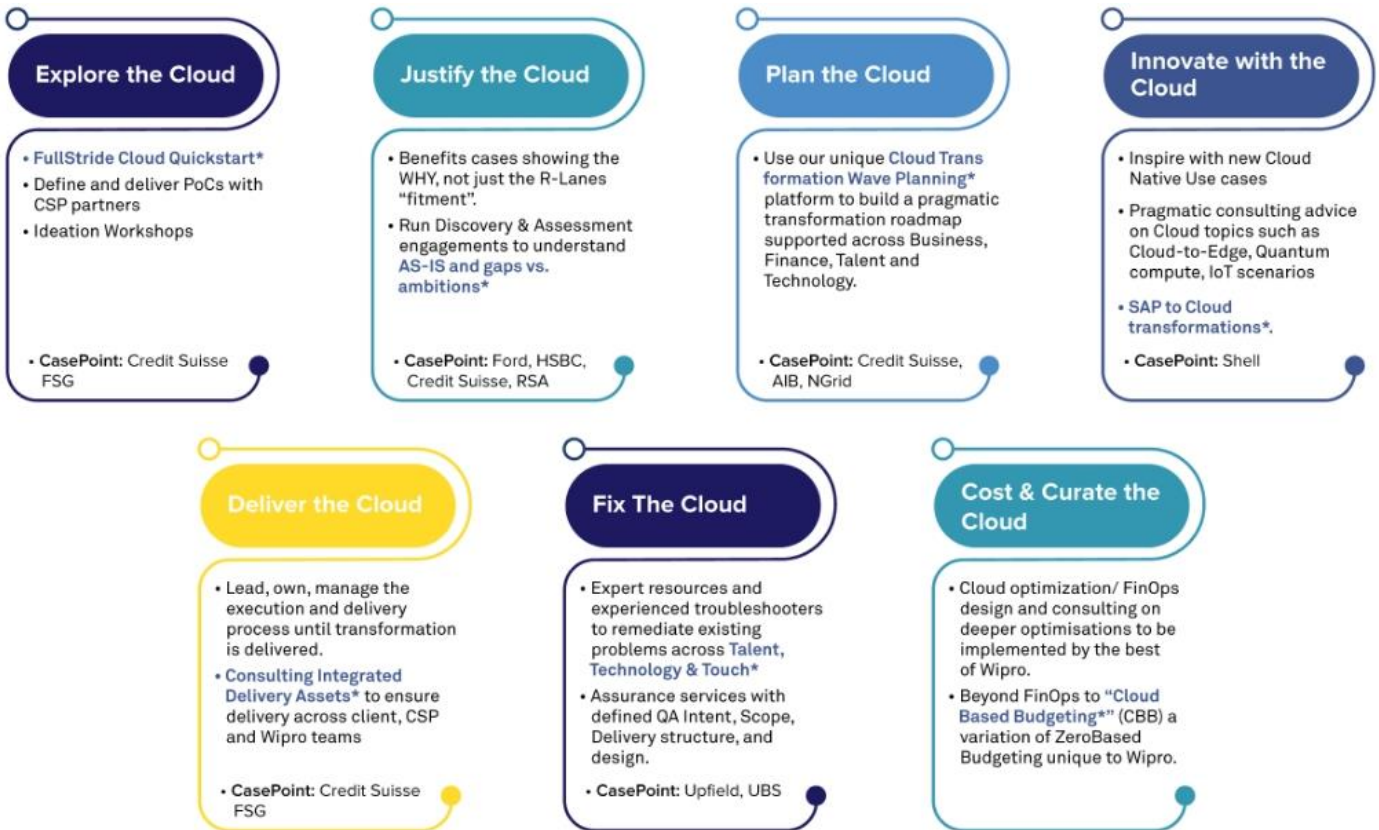 Explore the Cloud
• FullStride Cloud Quickstart*
• Define and deliver PoCs with
CSP partners
• Ideation Workshops
• CasePoint: Credit Suisse
FSG
Justify the Cloud
• Benefits cases showing the
WHY, not just the R-Lanes
“fitment”.
• Run Discovery & Assessment
engagements to understand
AS-IS and gaps vs.
ambitions*
• CasePoint: Ford, HSBC,
Credit Suisse, RSA
Plan the Cloud
• Use our unique Cloud Trans
formation Wave Planning*
platform to build a pragmatic
transformation roadmap
supported across Business,
Finance, Talent and
Technology.
• CasePoint: Credit Suisse,
AIB, NGrid
Innovate with the
Cloud
• Inspire with new Cloud
Native Use cases
• Pragmatic consulting advice
on Cloud topics such as
Cloud-to-Edge, Quantum
compute, IoT scenarios
• SAP to Cloud
transformations*.
• CasePoint: Shell
Deliver the Cloud
• Lead, own, manage the
execution and delivery
process until transformation
is delivered.
• Consulting Integrated
Delivery Assets* to ensure
delivery across client, CSP
and Wipro teams
• CasePoint: Credit Suisse
FSG
Fix The Cloud
• Expert resources and
experienced troubleshooters
to remediate existing
problems across Talent,
Technology & Touch*
• Assurance services with
defined QA Intent, Scope,
Delivery structure, and
design.
• CasePoint: Upfield, UBS
Cost & Curate the
Cloud
• Cloud optimization/ FinOps
design and consulting on
deeper optimisations to be
implemented by the best
of Wipro.
• Beyond FinOps to “Cloud
Based Budgeting*” (CBB) a
variation of ZeroBased
Budgeting unique to Wipro.